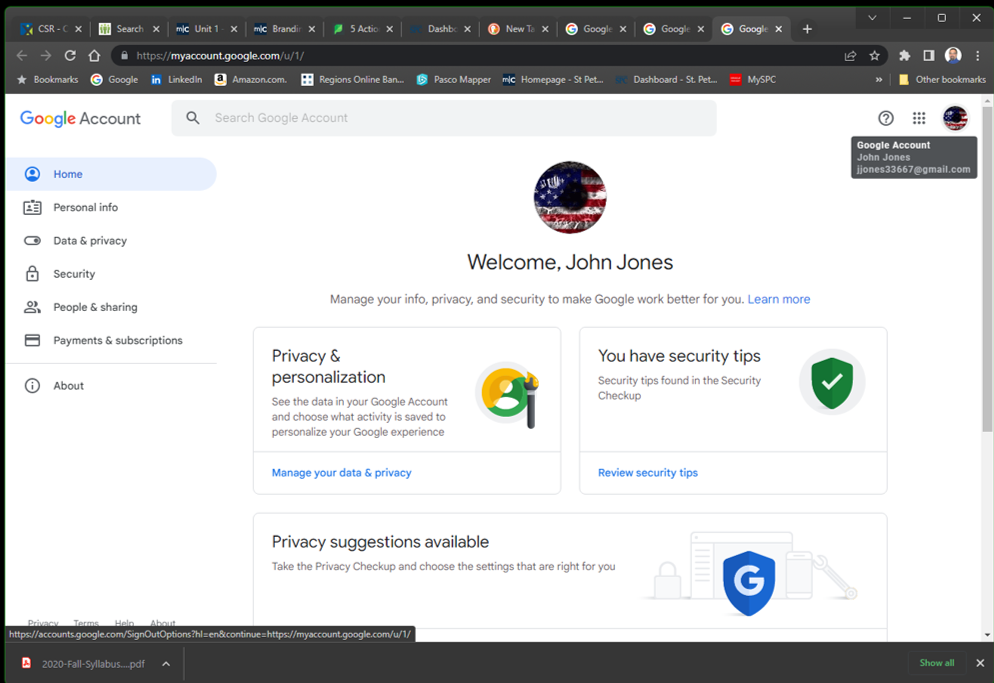 CSR - C
Search
m|c Unit 1 -
m|c Brandin
5 Actio
Dashbo
New Ta
Google
Google
Google
https://myaccount.google.com/u/1/
Bookmarks
Google
LinkedIn
Amazon.com.
Regions Online Ban...
Pasco Mapper
m|c Homepage - St Pet...
Dashboard - St. Pet...
MySPC
»
Other bookmarks
Google Account
Search Google Account
Google Account
John Jones
jjones33667@gmail.com
Home
Personal info
Data & privacy
Security
People & sharing
Payments & subscriptions
About
Welcome, John Jones
Manage your info, privacy, and security to make Google work better for you. Learn more
Privacy &
personalization
See the data in your Google Account
and choose what activity is saved to
personalize your Google experience
Manage your data & privacy
You have security tips
Security tips found in the Security
Checkup
Review security tips
Privacy suggestions available
Take the Privacy Checkup and choose the settings that are right for you
G
Privacy Terms Help About
https://accounts.google.com/SignOutOptions?hl=en&continue=https://myaccount.google.com/u/1/
2020-Fall-Syllabus....pdf
Show all